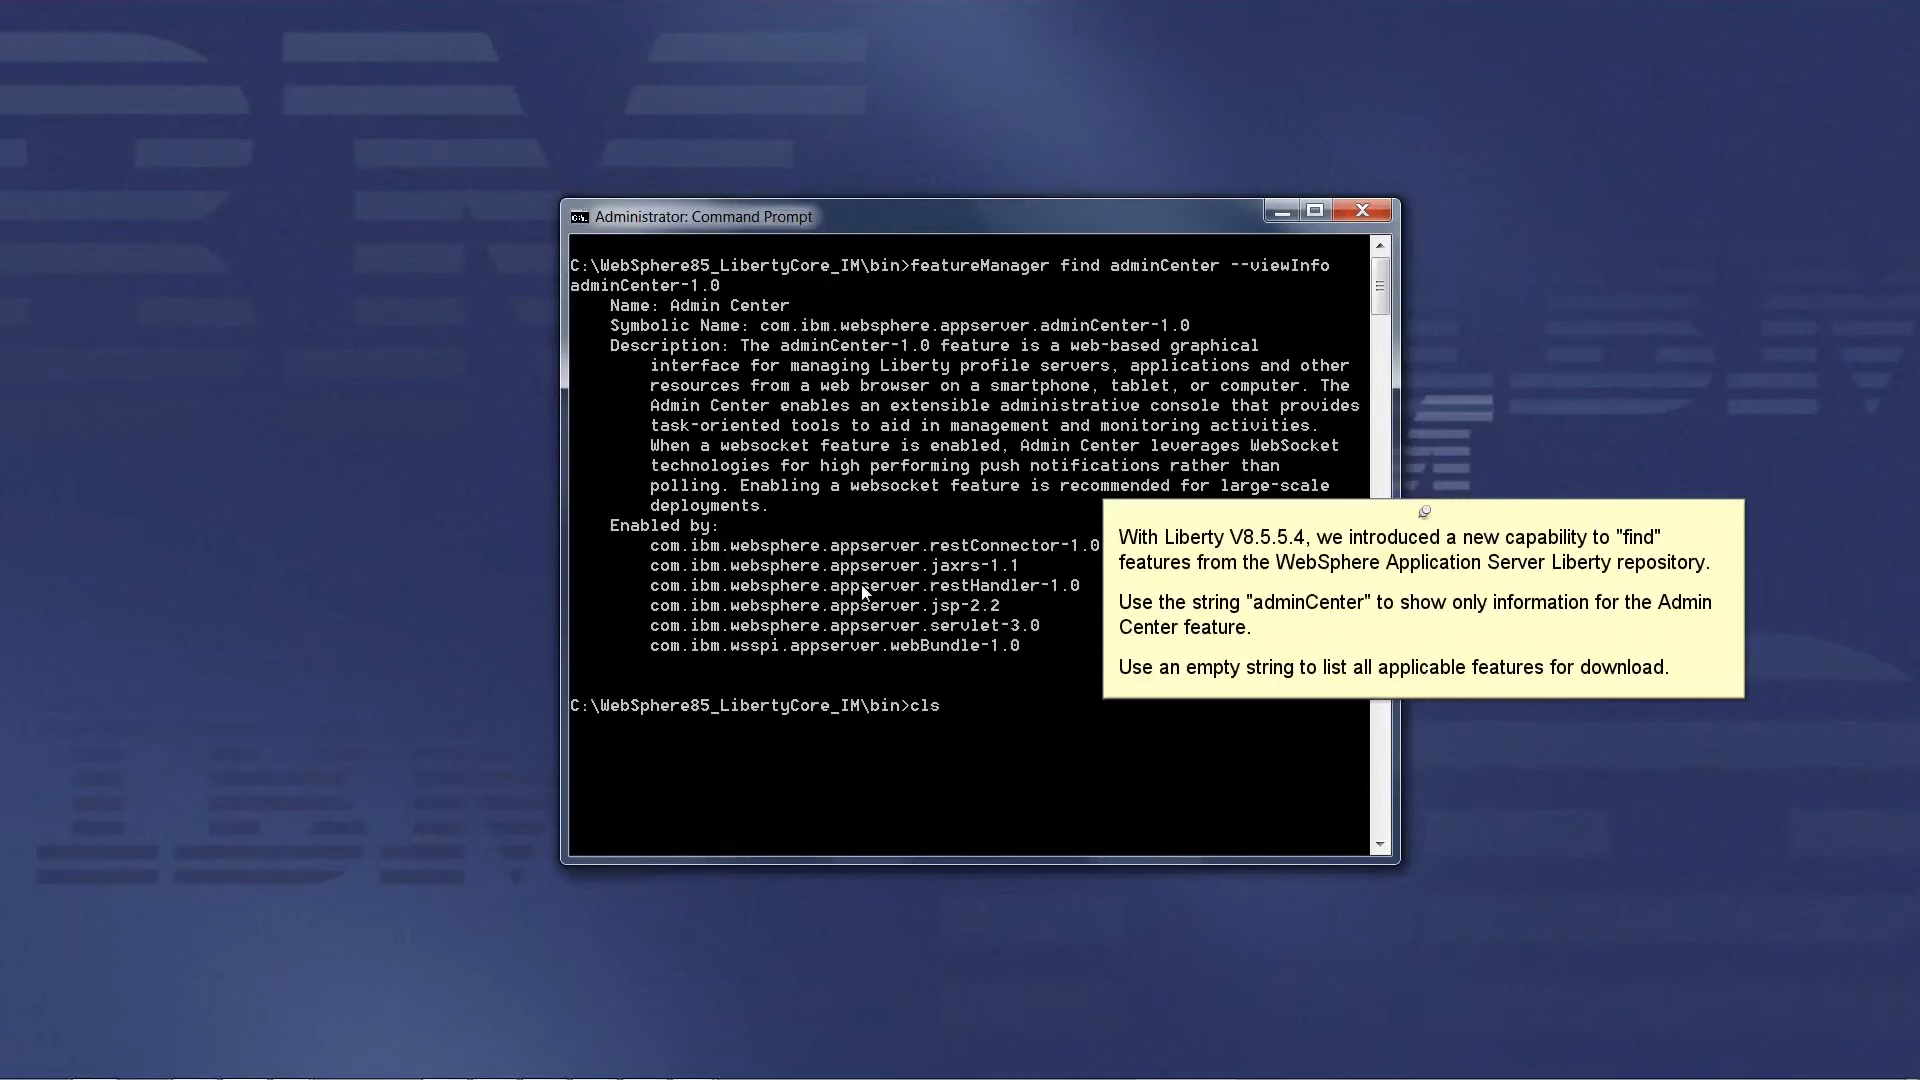 Administrator: Command Prompt
C:\WebSphere85_LibertyCore_IM\bin>featureManager find adminCenter --viewInfo
adminCenter-1.0
Name: Admin Center
Symbolic Name: com.ibm.websphere.appserver.adminCenter-1.0
Description: The adminCenter-1.0 feature is a web-based graphical
interface for managing Liberty profile servers, applications and other
resources from a web browser on a smartphone, tablet, or computer. The
Admin Center enables an extensible administrative console that provides
task-oriented tools to aid in management and monitoring activities.
When a websocket feature is enabled, Admin Center leverages WebSocket
technologies for high performing push notifications rather than
polling. Enabling a websocket feature is recommended for large-scale
deployments.
Enabled by:
com.ibm.websphere.appserver.restConnector-1.0
com.ibm.websphere.appserver.jaxrs-1.1
com.ibm.websphere.appserver.restHandler-1.0
com.ibm.websphere.appserver.jsp-2.2
com.ibm.websphere.appserver.servlet-3.0
com.ibm.wsspi.appserver.webBundle-1.0
C:\WebSphere85_LibertyCore_IM\bin>cls
With Liberty V8.5.5.4, we introduced a new capability to "find"
features from the WebSphere Application Server Liberty repository.
Use the string "adminCenter" to show only information for the Admin
Center feature.
Use an empty string to list all applicable features for download.